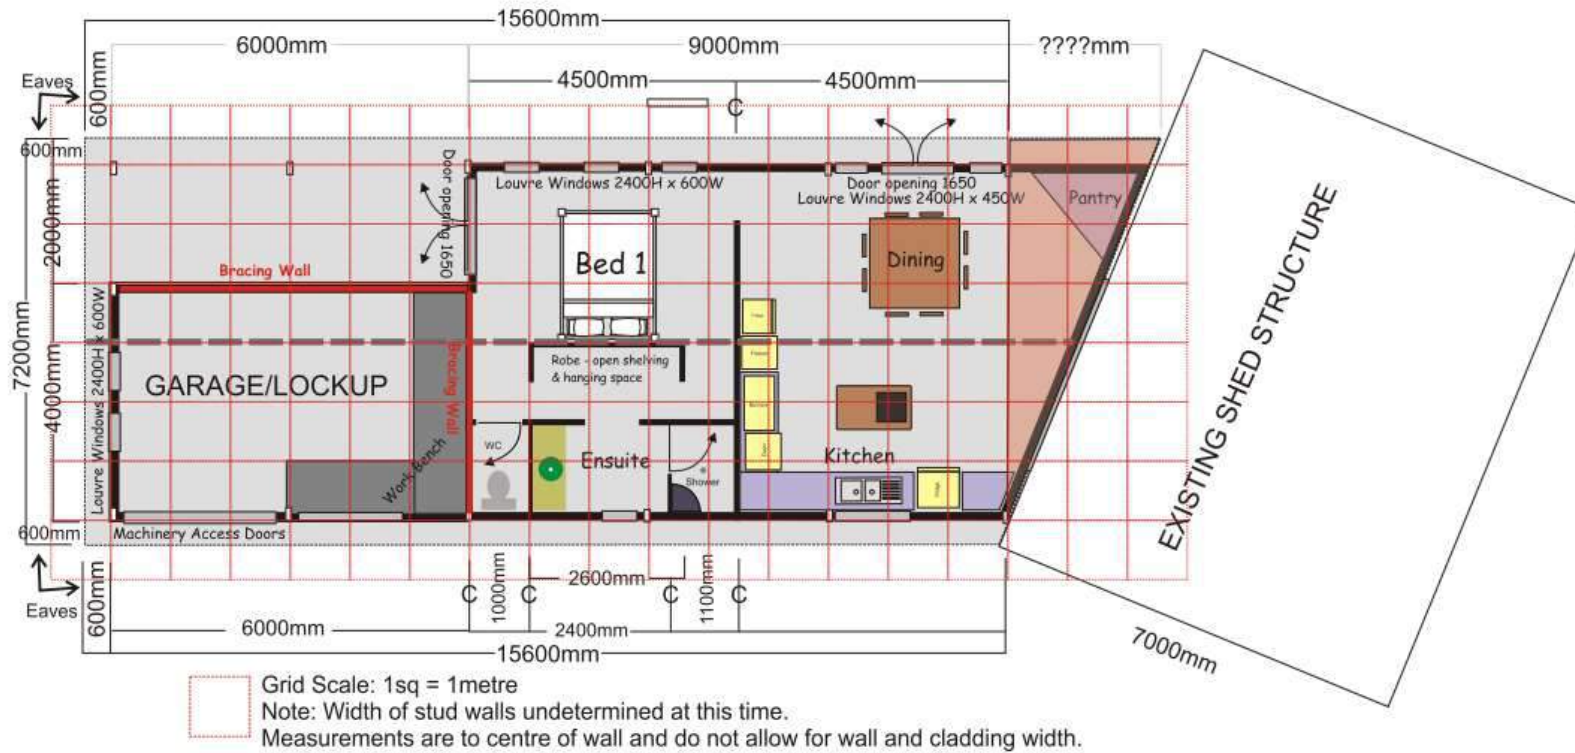 15600mm
6000mm
9000mm
????mm
4500mm
4500mm
Eaves
600mm
C
600mm
Door opening 1650
Louvre Windows 2400H x 600W
Door opening 1650
Louvre Windows 2400H x 450W
Pantry
2000mm
Bracing Wall
Bed 1
Dining
EXISTING SHED STRUCTURE
7200mm
4000mm
Louvre Windows 2400H x 600W
GARAGE/LOCKUP
Bracing Wall
Robe - open shelving
& hanging space
WC
Ensuite
Shower
Kitchen
Work Bench
600mm
Machinery Access Doors
Eaves
600mm
C
1000mm
C
2600mm
C
1100mm
C
6000mm
2400mm
15600mm
7000mm
Grid Scale: 1sq = 1metre
Note: Width of stud walls undetermined at this time.
Measurements are to centre of wall and do not allow for wall and cladding width.